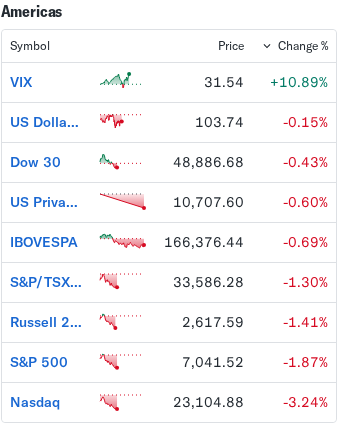 Americas
Symbol Price Change %
VIX 31.54 +10.89%
US Dolla... 103.74 -0.15%
Dow 30 48,886.68 -0.43%
US Priva... 10,707.60 -0.60%
IBOVESPA 166,376.44 -0.69%
S&P/TSX... 33,586.28 -1.30%
Russell 2... 2,617.59 -1.41%
S&P 500 7,041.52 -1.87%
Nasdaq 23,104.88 -3.24%